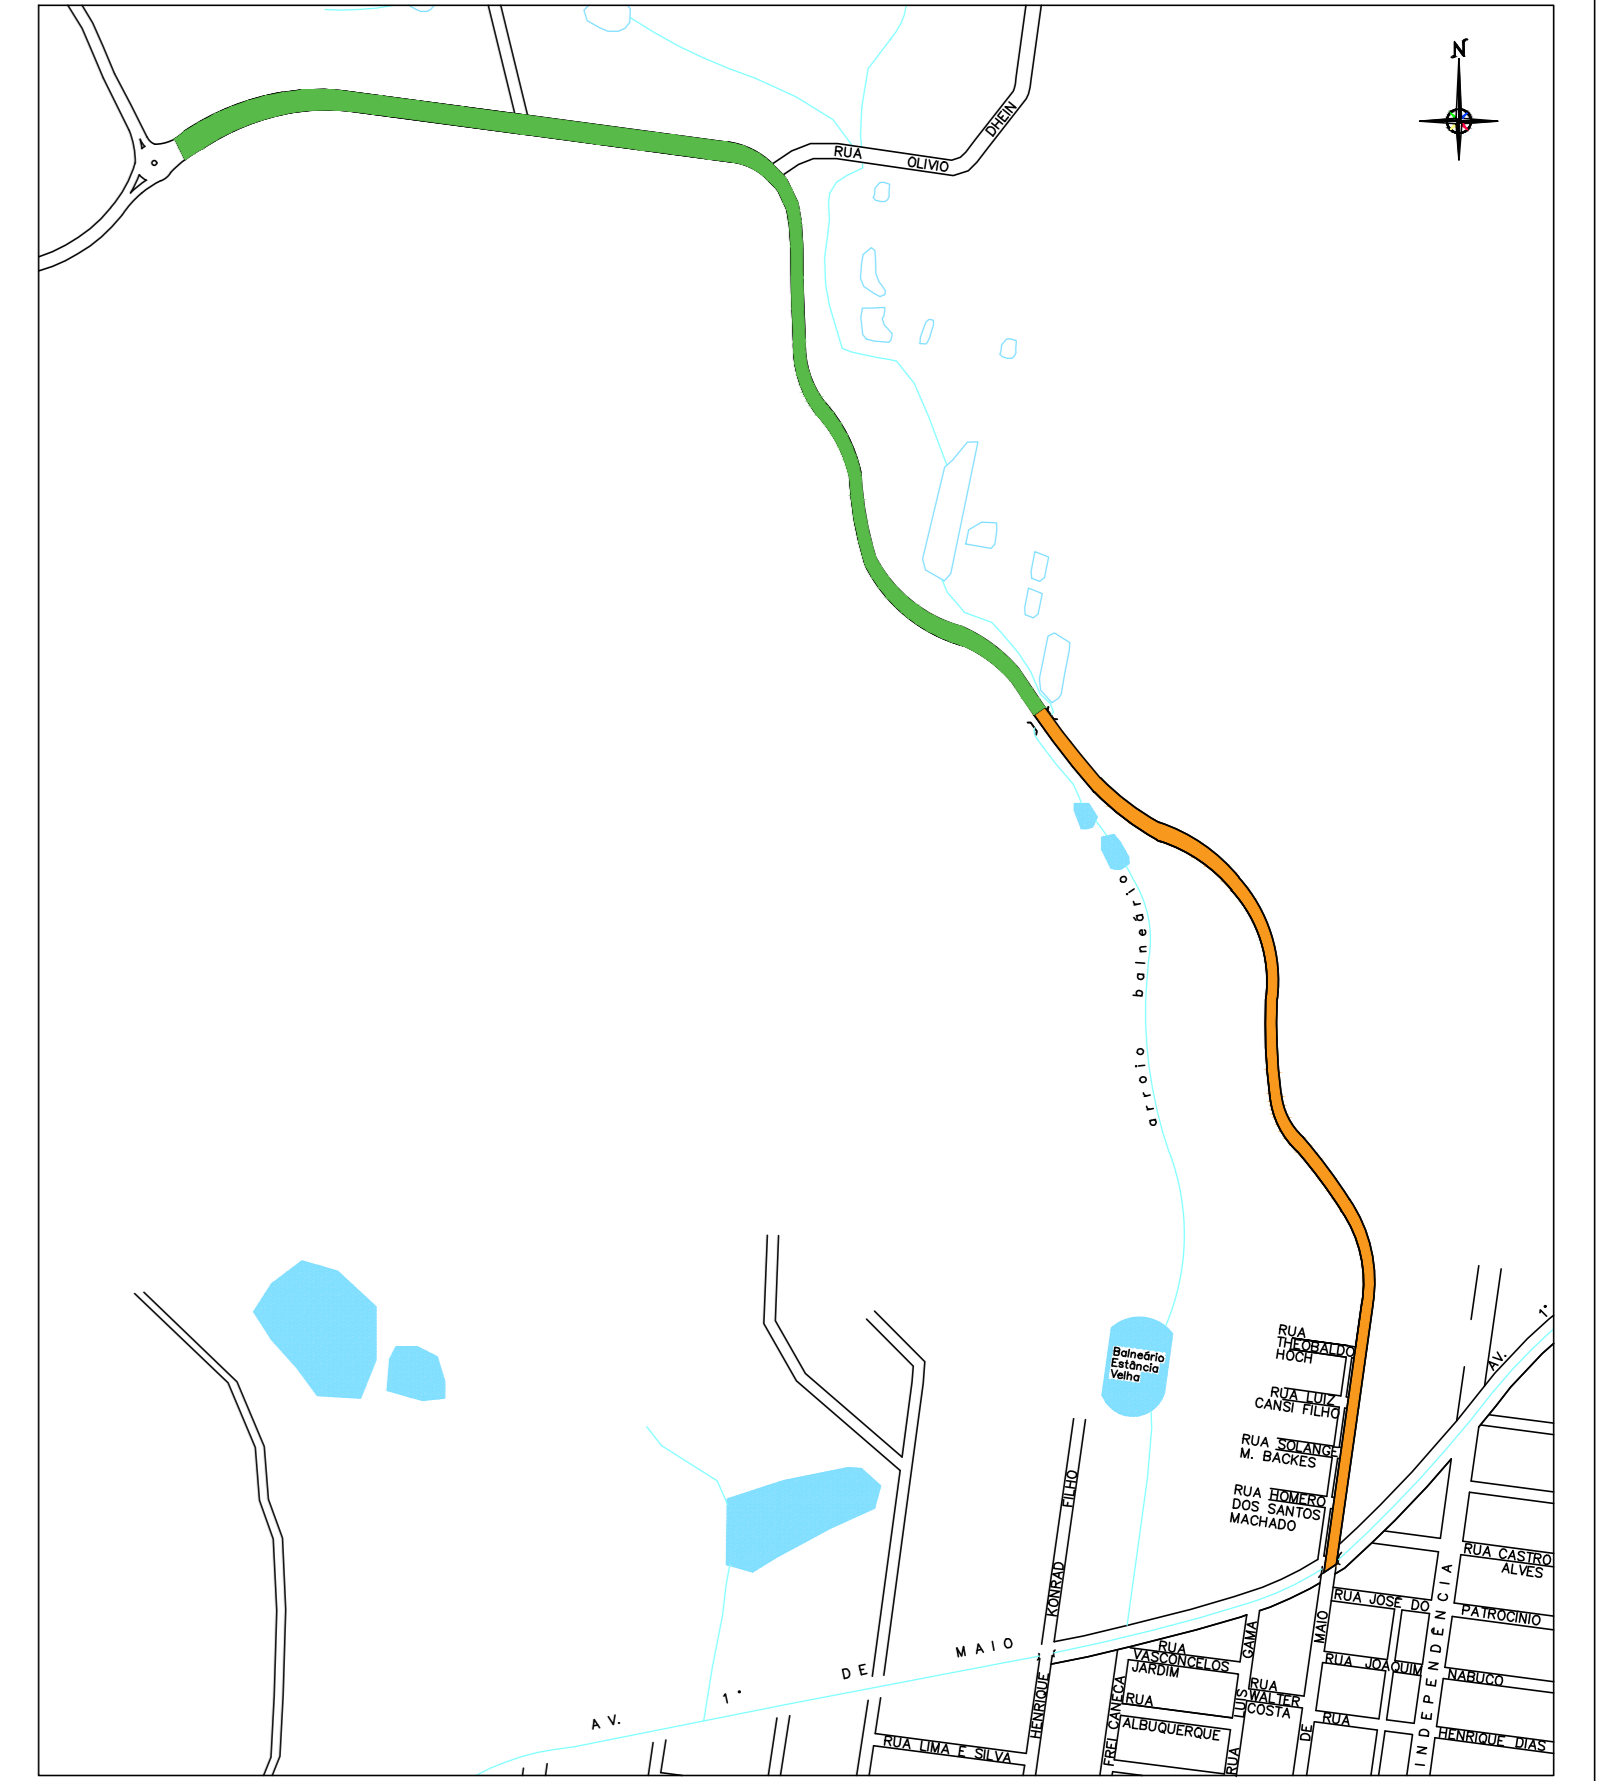 N
RUA OLIVIO DHEIN
arroio balneário
Balneário
Estância
Velha
RUA
THEOBALDO
HOCH
RUA LUIZ
CANSI FILHO
RUA SOLANGE
M. BACKES
RUA HOMERO
DOS SANTOS
MACHADO
AV. 1º
RUA CASTRO
ALVES
RUA JOSE DO PATROCINIO
RUA JOAQUIM NABUCO
RUA HENRIQUE DIAS
INDEPENDÊNCIA
DE MAIO
HENRIQUE KONRAD FILHO
AV. 1º DE MAIO
RUA
VASCONCELOS
JARDIM
RUA
WALTER
COSTA
RUA
ALBUQUERQUE
FREI CANECA
RUA LUIS GAMA
RUA LIMA E SILVA